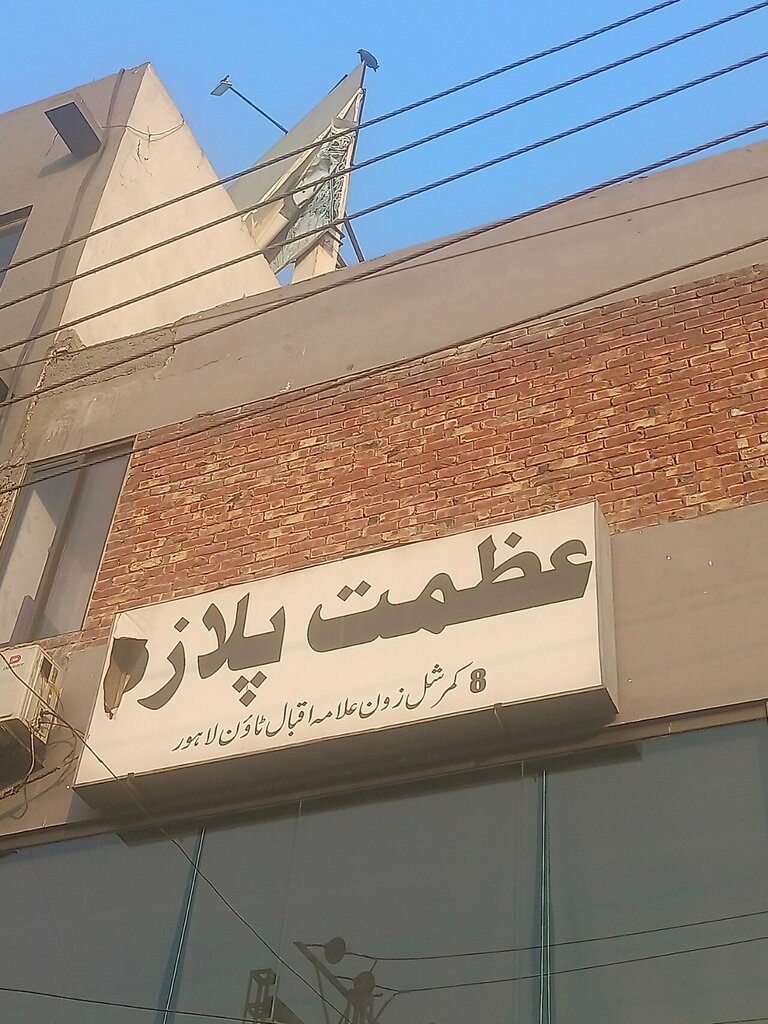 عظمت پلازہ
8 کمرشل زون علامہ اقبال ٹاؤن لاہور